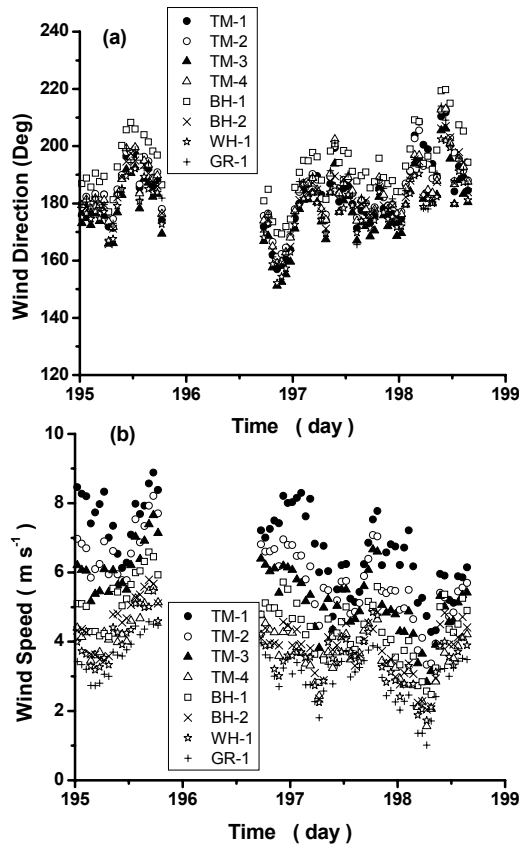 (a)
TM-1
TM-2
TM-3
TM-4
BH-1
BH-2
WH-1
GR-1
240
220
200
180
160
140
120
Wind Direction (Deg)
195 196 197 198 199
Time ( day )
(b)
10
8
6
4
2
0
Wind Speed ( m s-1)
TM-1
TM-2
TM-3
TM-4
BH-1
BH-2
WH-1
GR-1
195 196 197 198 199
Time ( day )